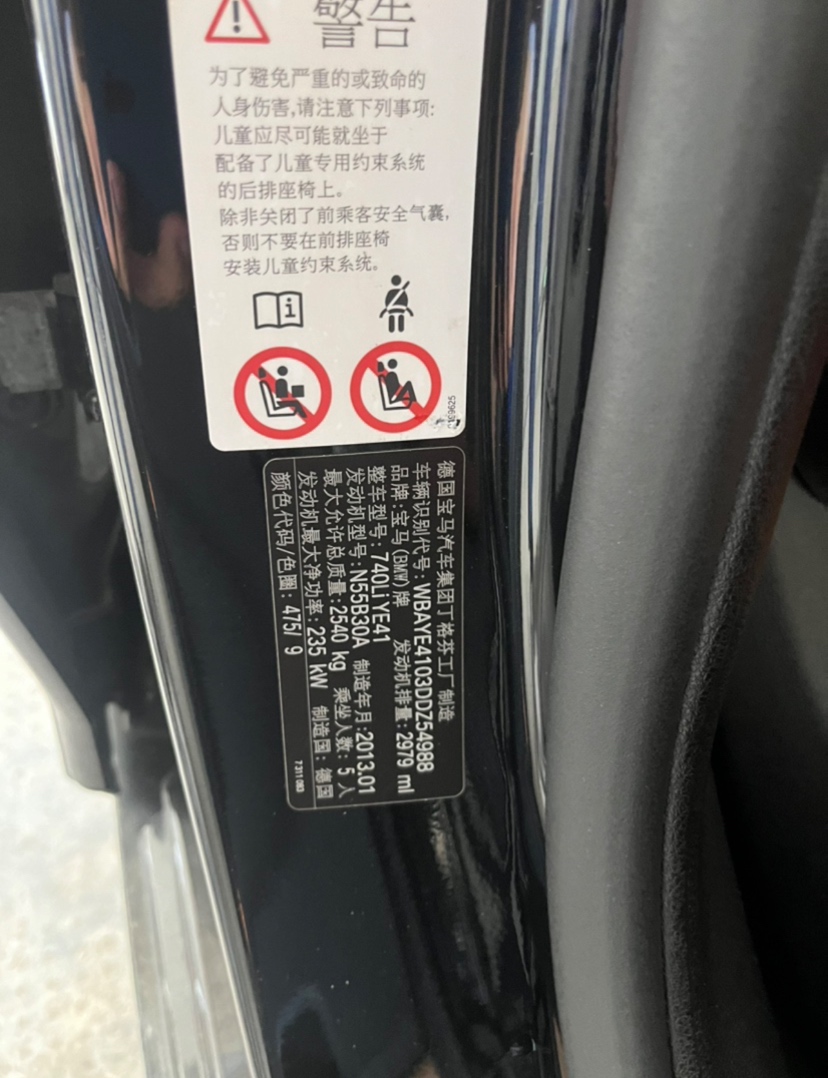 警告
为了避免严重的或致命的
人身伤害,请注意下列事项:
儿童应尽可能就坐于
配备了儿童专用约束系统
的后排座椅上。
除非关闭了前乘客安全气囊,
否则不要在前排座椅
安装儿童约束系统。
德国宝马汽车集团丁格芬工厂制造
车辆识别代号: WBAYE4103DDZ54988
品牌:宝马(BMW)牌 发动机排量: 2979 ml
整车型号: 740Li YE41
发动机型号: N55B30A 制造年月:2013.01
最大允许总质量: 2540 kg 乘坐人数: 5人
发动机最大净功率: 235 kW 制造国: 德国
颜色代码/色圈: 475/ 9
7 311 083